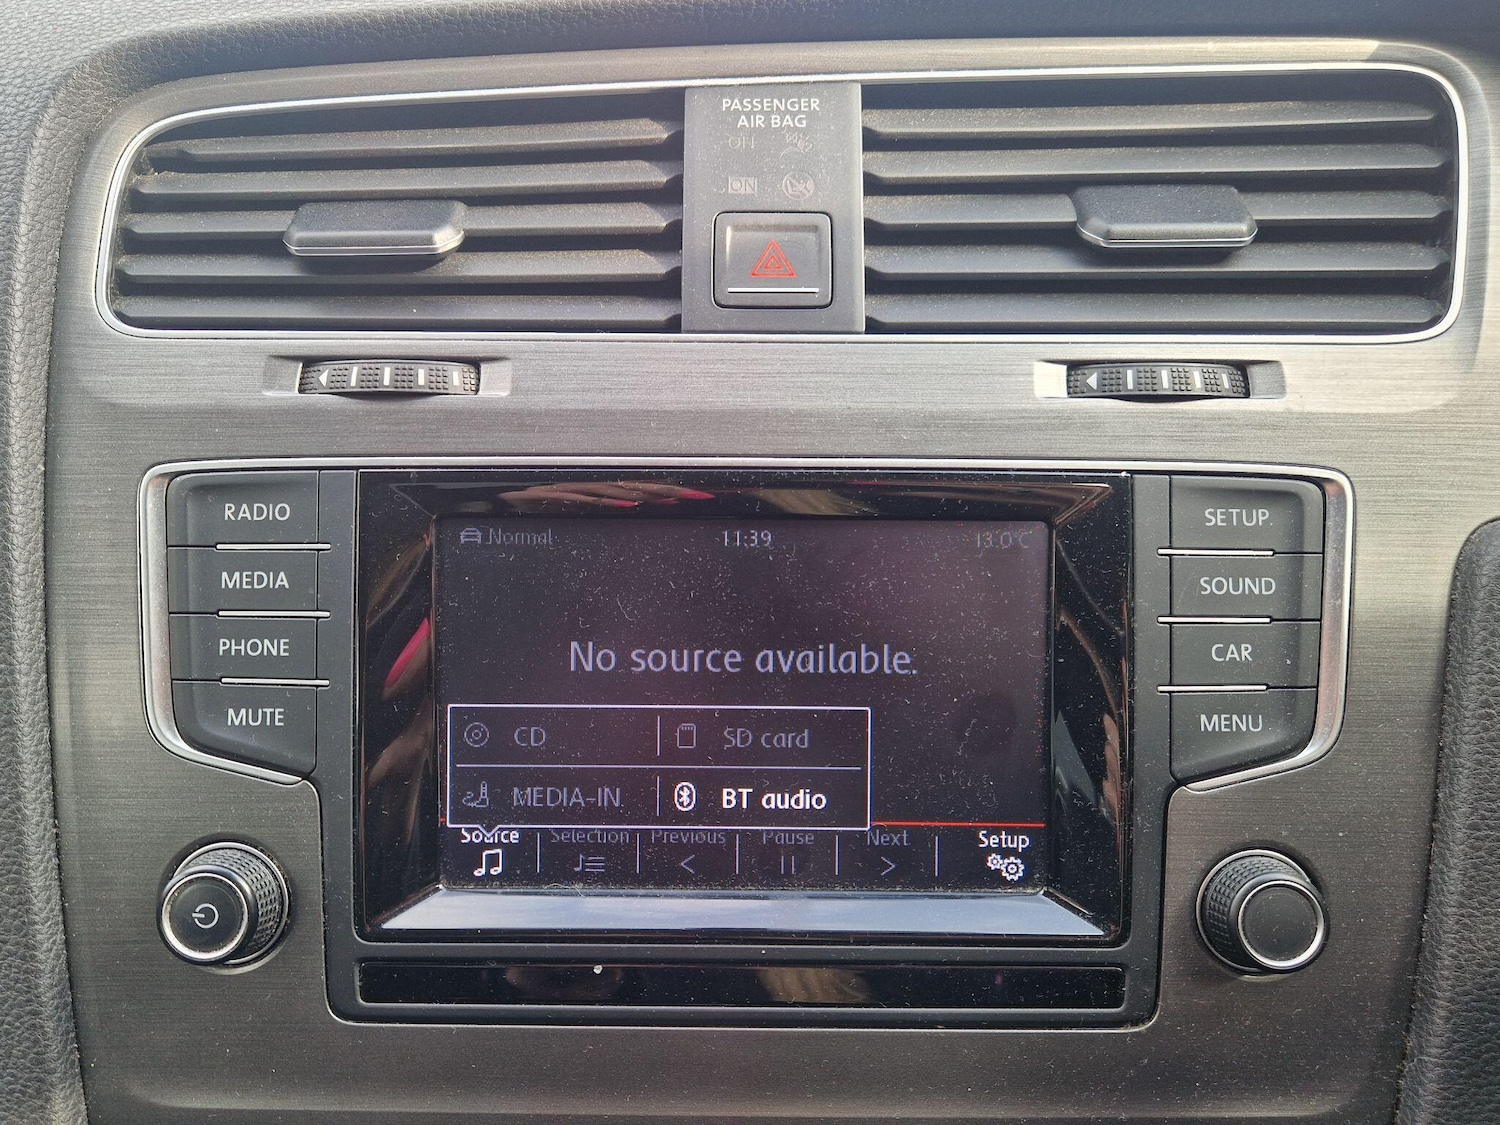 PASSENGER
AIR BAG
ON
ON
RADIO
MEDIA
PHONE
MUTE
Normal
11:39
13.0°C
No source available.
CD
SD card
MEDIA-IN
BT audio
Source
Selection
Previous
Pause
Next
Setup
SETUP
SOUND
CAR
MENU